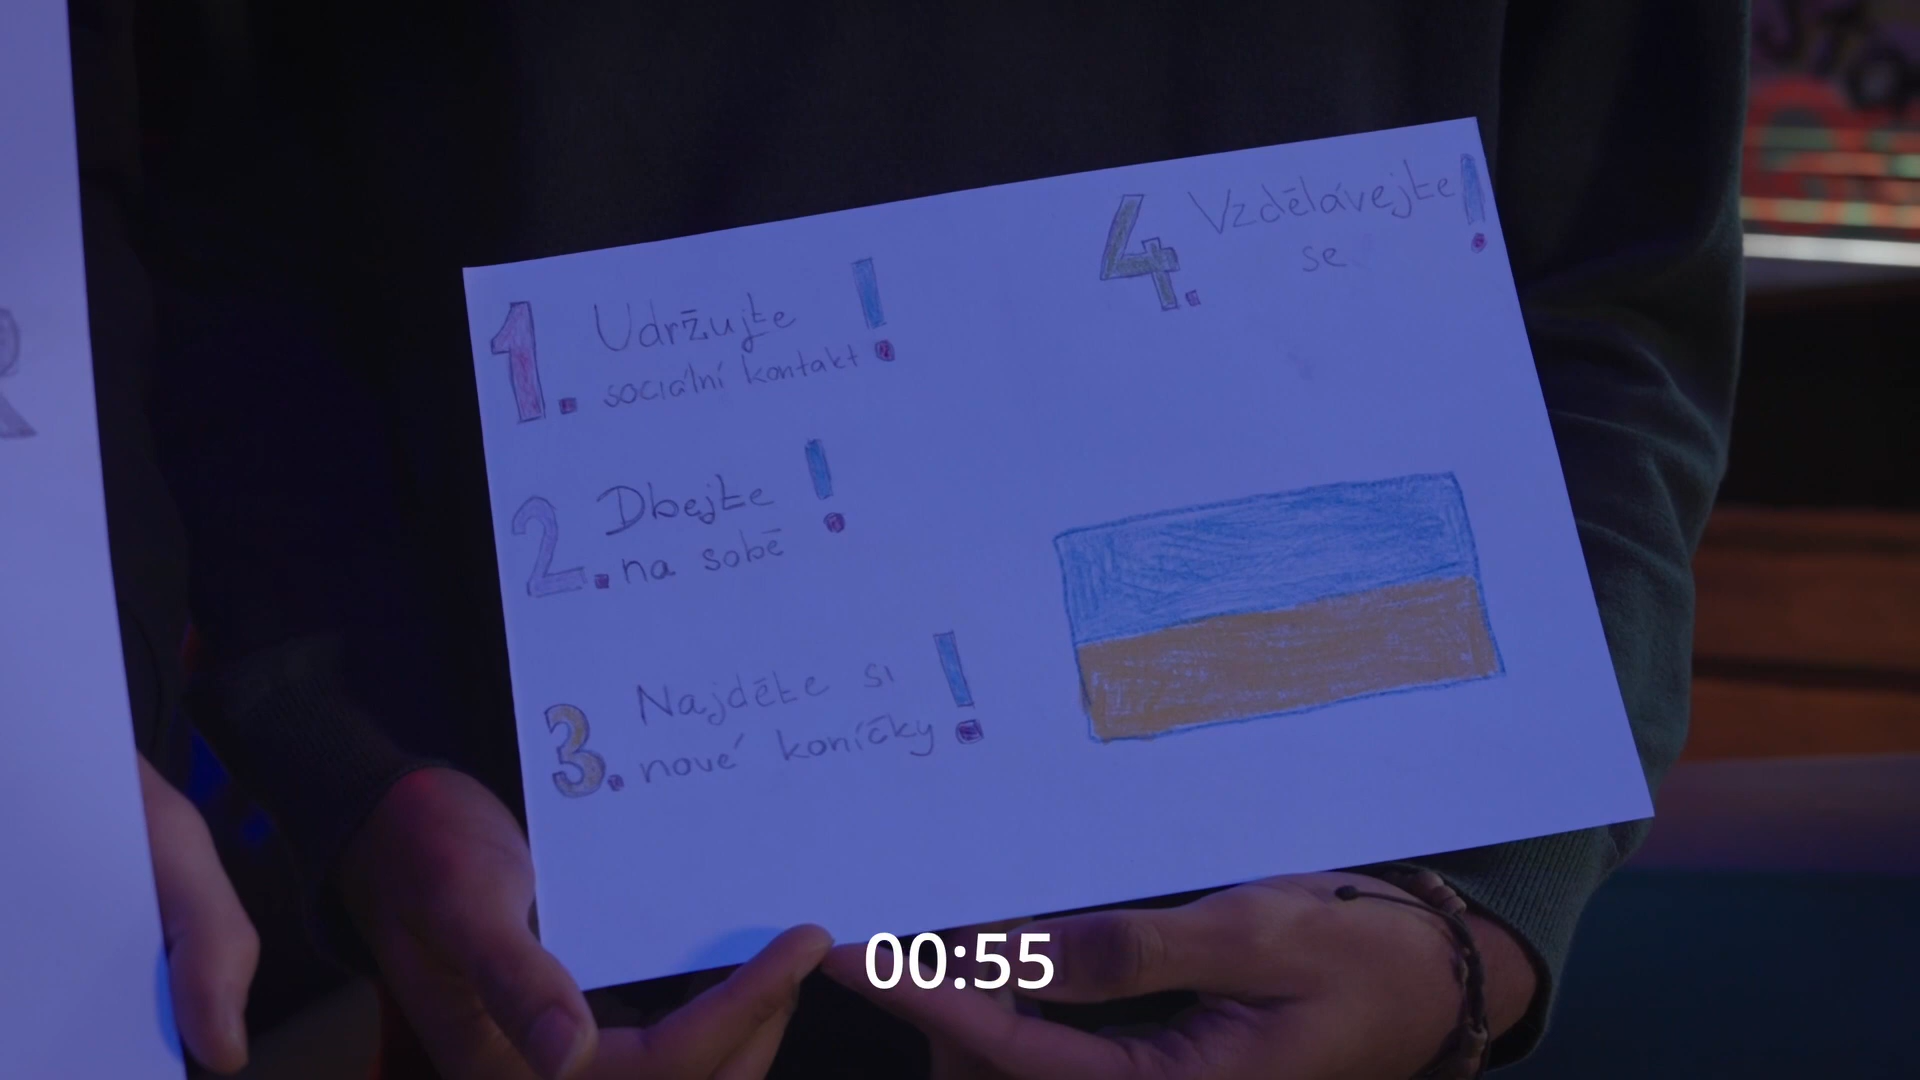 1. Udržujte !
sociální kontakt
2. Dbejte !
na sobě
3. Najděte si !
nové koníčky
4. Vzdělávejte !
se
00:55